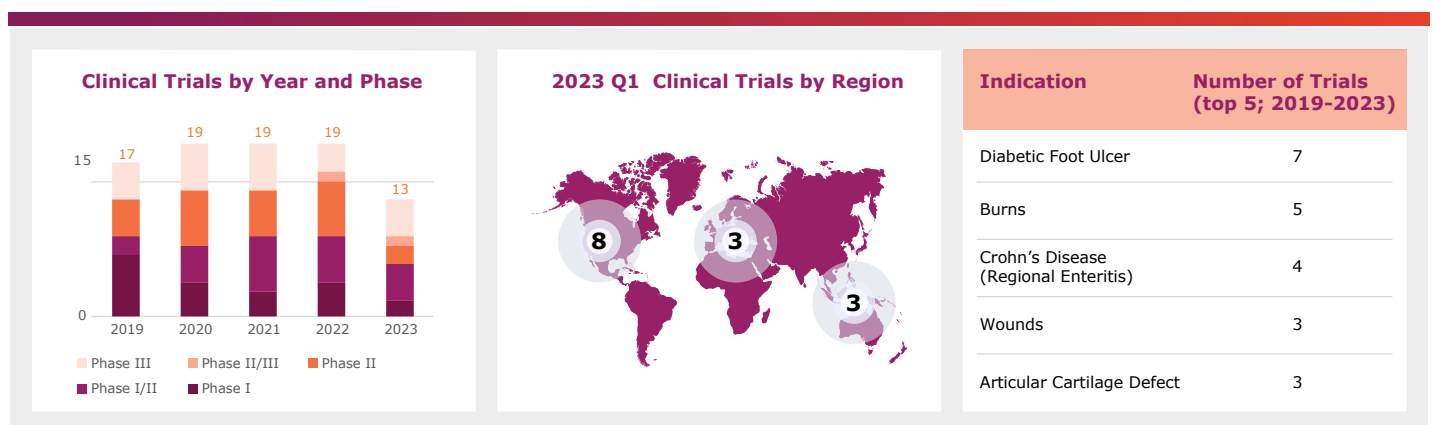 Clinical Trials by Year and Phase
15
0
17
19
19
19
13
2019
2020
2021
2022
2023
Phase III
Phase II/III
Phase II
Phase I/II
Phase I
2023 Q1 Clinical Trials by Region
8
3
3
Indication
Number of Trials
(top 5; 2019-2023)
Diabetic Foot Ulcer
7
Burns
5
Crohn’s Disease
(Regional Enteritis)
4
Wounds
3
Articular Cartilage Defect
3